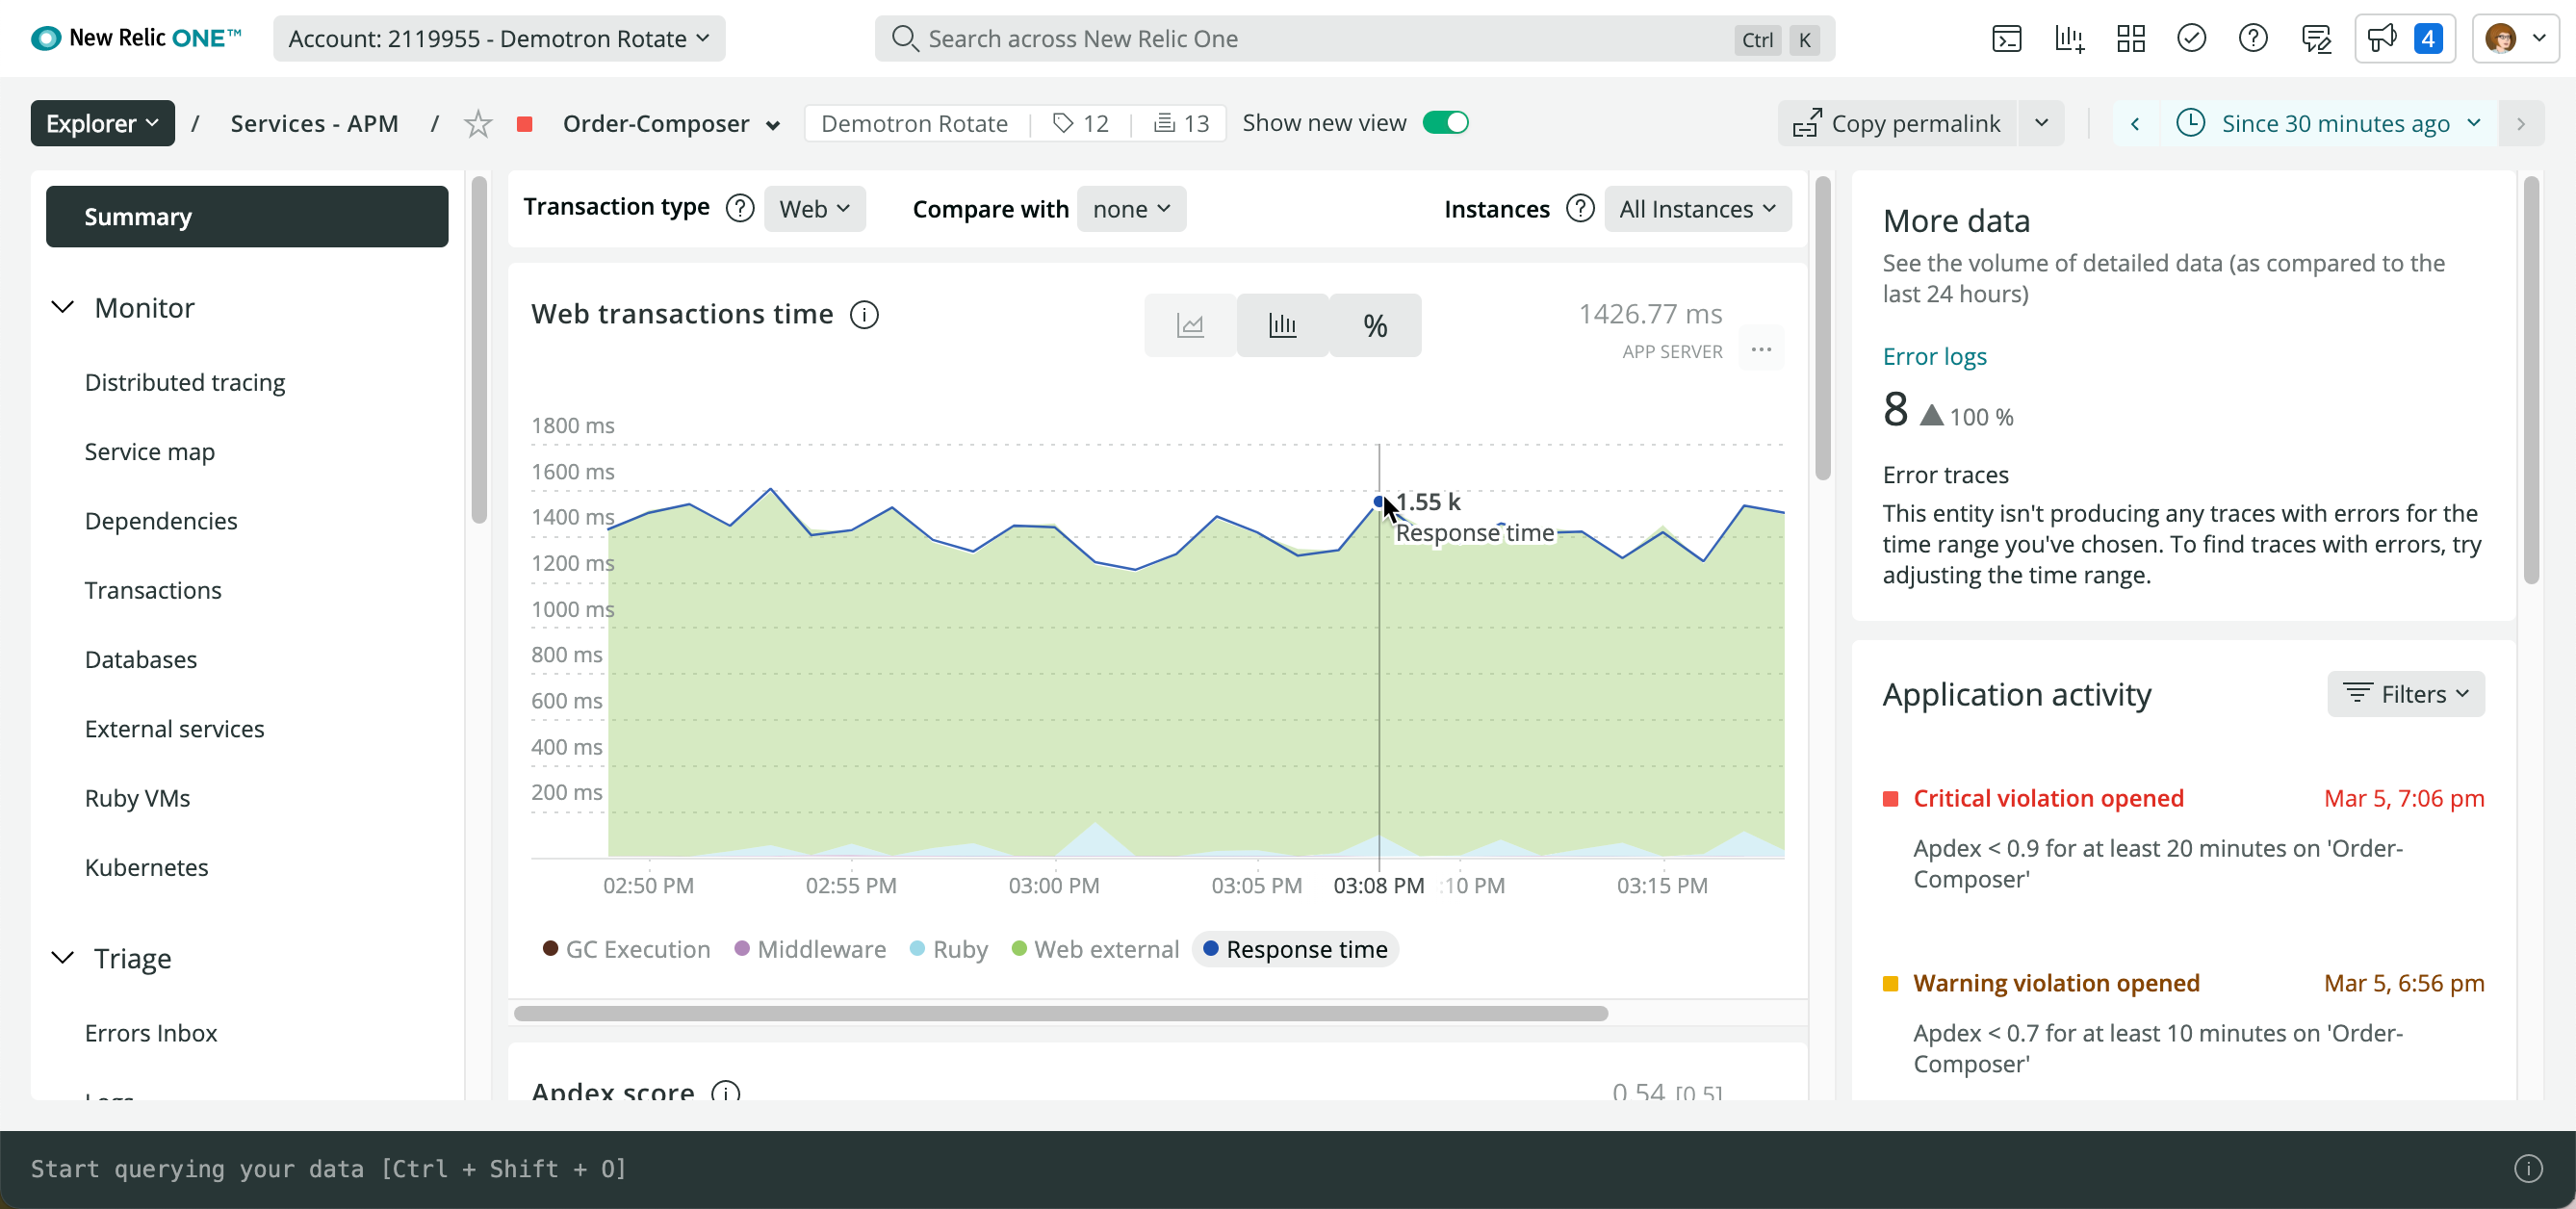 New Relic ONE™
Account: 2119955 - Demotron Rotate
Search across New Relic One
Ctrl K
4
Explorer / Services - APM / Order-Composer
Demotron Rotate 12 13
Show new view
Copy permalink
Since 30 minutes ago
Summary
Monitor
Distributed tracing
Service map
Dependencies
Transactions
Databases
External services
Ruby VMs
Kubernetes
Triage
Errors Inbox
Logs
Transaction type ? Web
Compare with none
Instances ? All Instances
Web transactions time
%
1426.77 ms
APP SERVER
1800 ms
1600 ms
1400 ms
1200 ms
1000 ms
800 ms
600 ms
400 ms
200 ms
1.55 k
Response time
02:50 PM 02:55 PM 03:00 PM 03:05 PM 03:08 PM :10 PM 03:15 PM
GC Execution Middleware Ruby Web external Response time
Apdex score
0.54 [0.5]
More data
See the volume of detailed data (as compared to the
last 24 hours)
Error logs
8 100 %
Error traces
This entity isn't producing any traces with errors for the
time range you've chosen. To find traces with errors, try
adjusting the time range.
Application activity
Filters
Critical violation opened Mar 5, 7:06 pm
Apdex < 0.9 for at least 20 minutes on 'Order-
Composer'
Warning violation opened Mar 5, 6:56 pm
Apdex < 0.7 for at least 10 minutes on 'Order-
Composer'
Start querying your data [Ctrl + Shift + O]